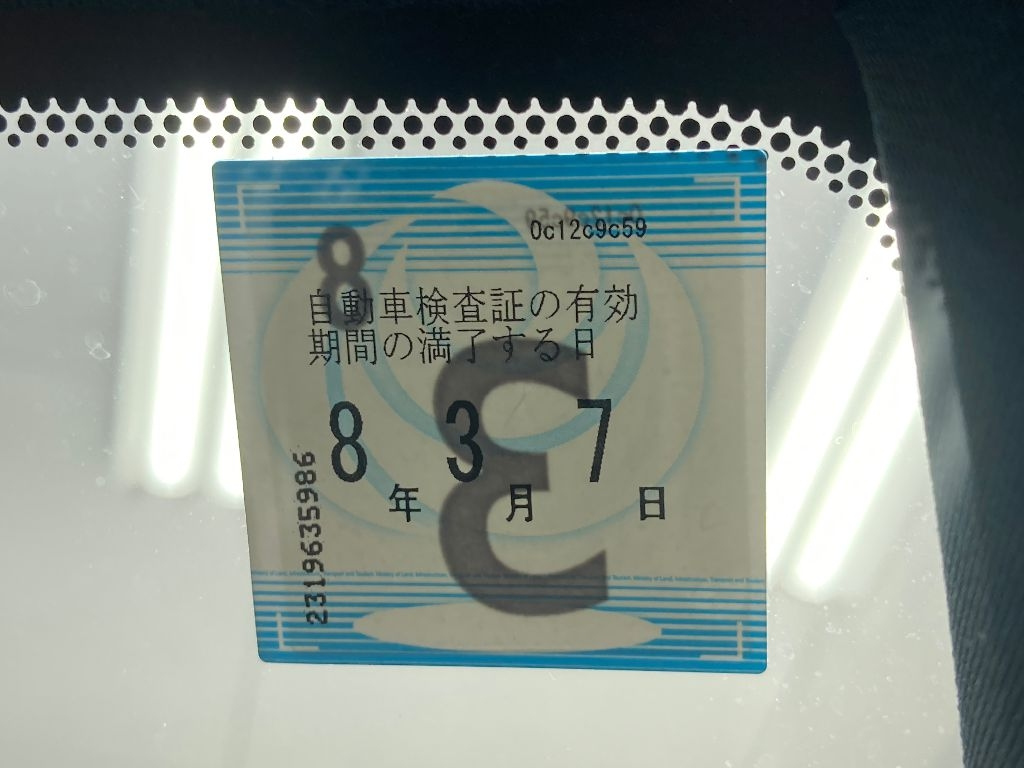 0c12c9c59
8
自動車検査証の有効
期間の満了する日
8年3月7日
3
2319635986